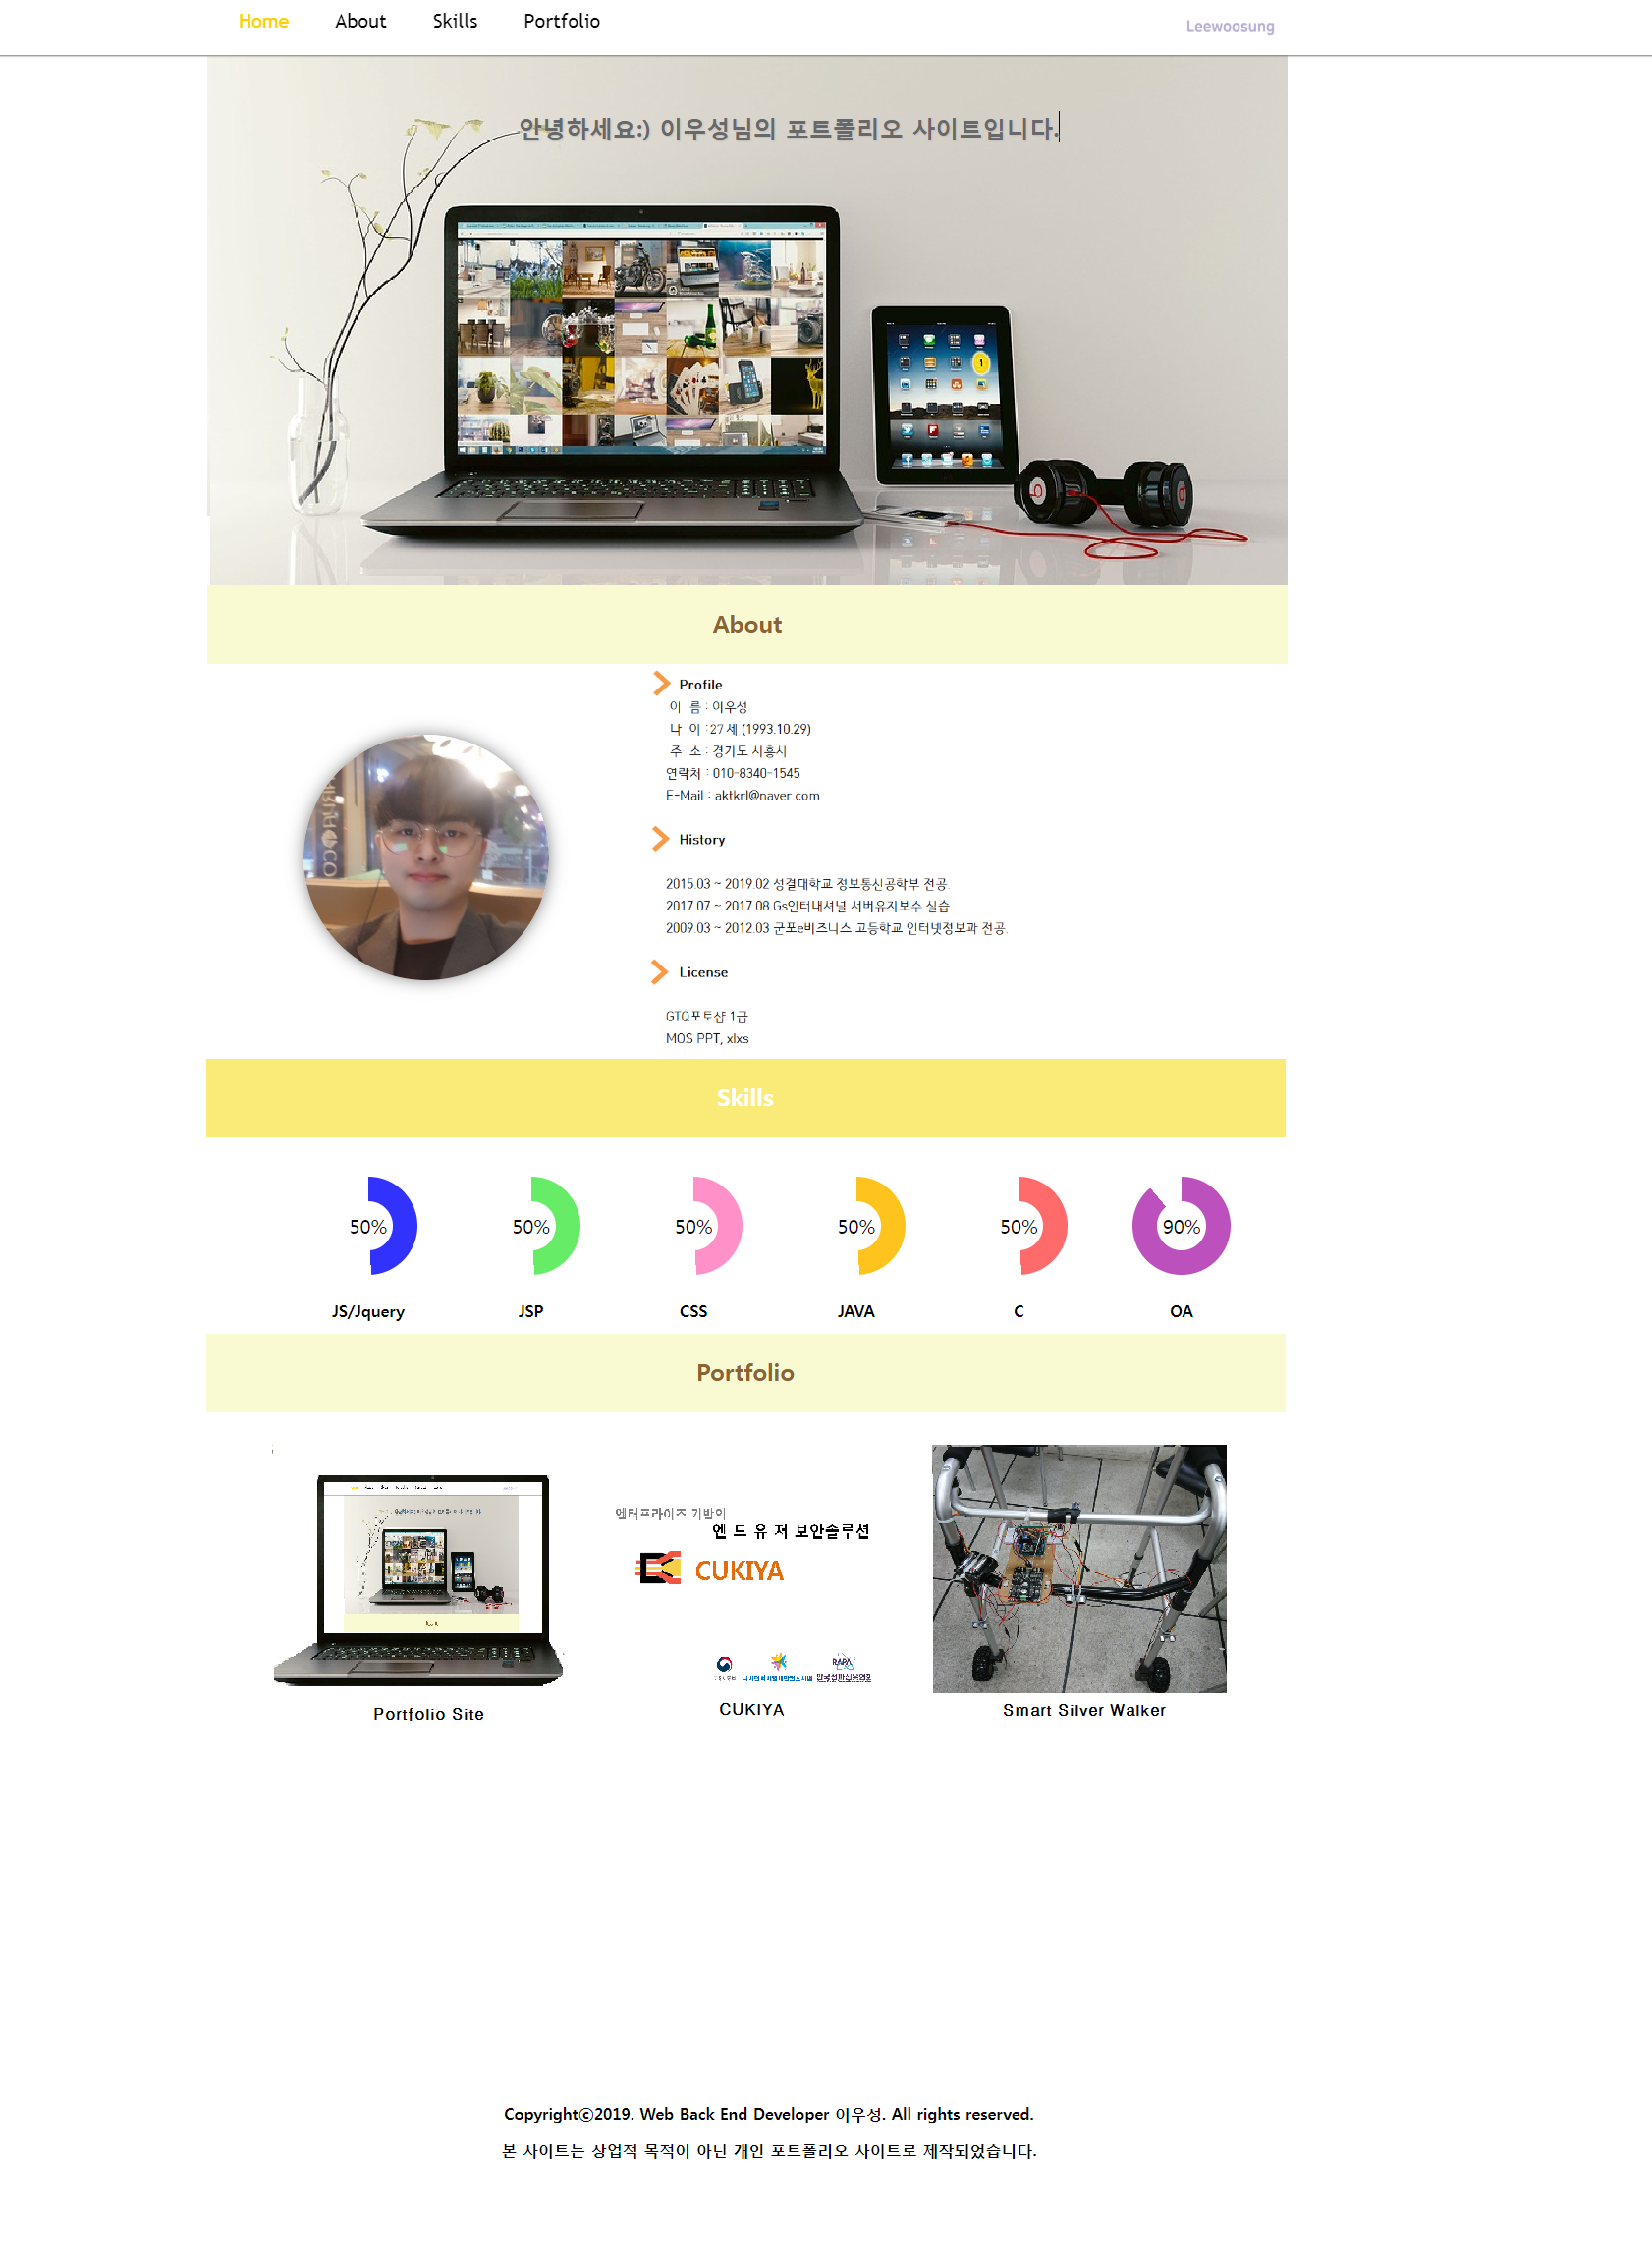 Home About Skills Portfolio Leewoosung
안녕하세요:) 이우성님의 포트폴리오 사이트입니다.
About
Profile
이 름 : 이우성
나 이 : 27 세 (1993.10.29)
주 소 : 경기도 시흥시
연락처 : 010-8340-1545
E-Mail : aktkrl@naver.com
History
2015.03 ~ 2019.02 성결대학교 정보통신공학부 전공.
2017.07 ~ 2017.08 Gs인터내셔널 서버유지보수 실습.
2009.03 ~ 2012.03 군포e비즈니스 고등학교 인터넷정보과 전공.
License
GTQ포토샵 1급
MOS PPT, xlxs
Skills
50% 50% 50% 50% 50% 90%
JS/Jquery JSP CSS JAVA C OA
Portfolio
엔터프라이즈 기반의
엔 드 유 저 보안솔루션
CUKIYA
RAPA
Portfolio Site CUKIYA Smart Silver Walker
Copyrightⓒ2019. Web Back End Developer 이우성. All rights reserved.
본 사이트는 상업적 목적이 아닌 개인 포트폴리오 사이트로 제작되었습니다.